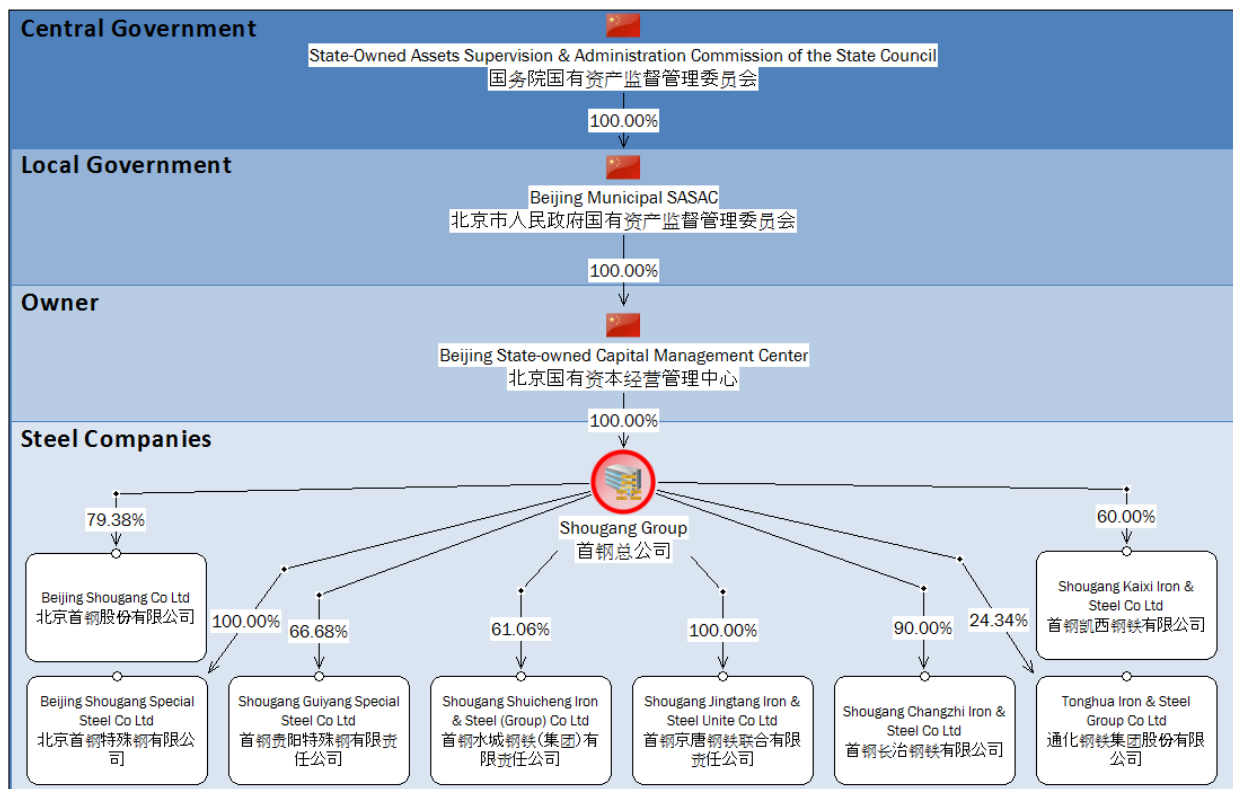 Central Government
State-Owned Assets Supervision & Administration Commission of the State Council
国务院国有资产监督管理委员会
100.00%
Local Government
Beijing Municipal SASAC
北京市人民政府国有资产监督管理委员会
100.00%
Owner
Beijing State-owned Capital Management Center
北京国有资本经营管理中心
100.00%
Steel Companies
Shougang Group
首钢总公司
79.38%
Beijing Shougang Co Ltd
北京首钢股份有限公司
60.00%
Shougang Kaixi Iron &
Steel Co Ltd
首钢凯西钢铁有限公司
100.00%
Beijing Shougang Special
Steel Co Ltd
北京首钢特殊钢有限公
司
66.68%
Shougang Guiyang Special
Steel Co Ltd
首钢贵阳特殊钢有限责
任公司
61.06%
Shougang Shuicheng Iron
& Steel (Group) Co Ltd
首钢水城钢铁(集团)有
限责任公司
100.00%
Shougang Jingtang Iron &
Steel Unite Co Ltd
首钢京唐钢铁联合有限
责任公司
90.00%
Shougang Changzhi Iron &
Steel Co Ltd
首钢长治钢铁有限公司
24.34%
Tonghua Iron & Steel
Group Co Ltd
通化钢铁集团股份有限
公司